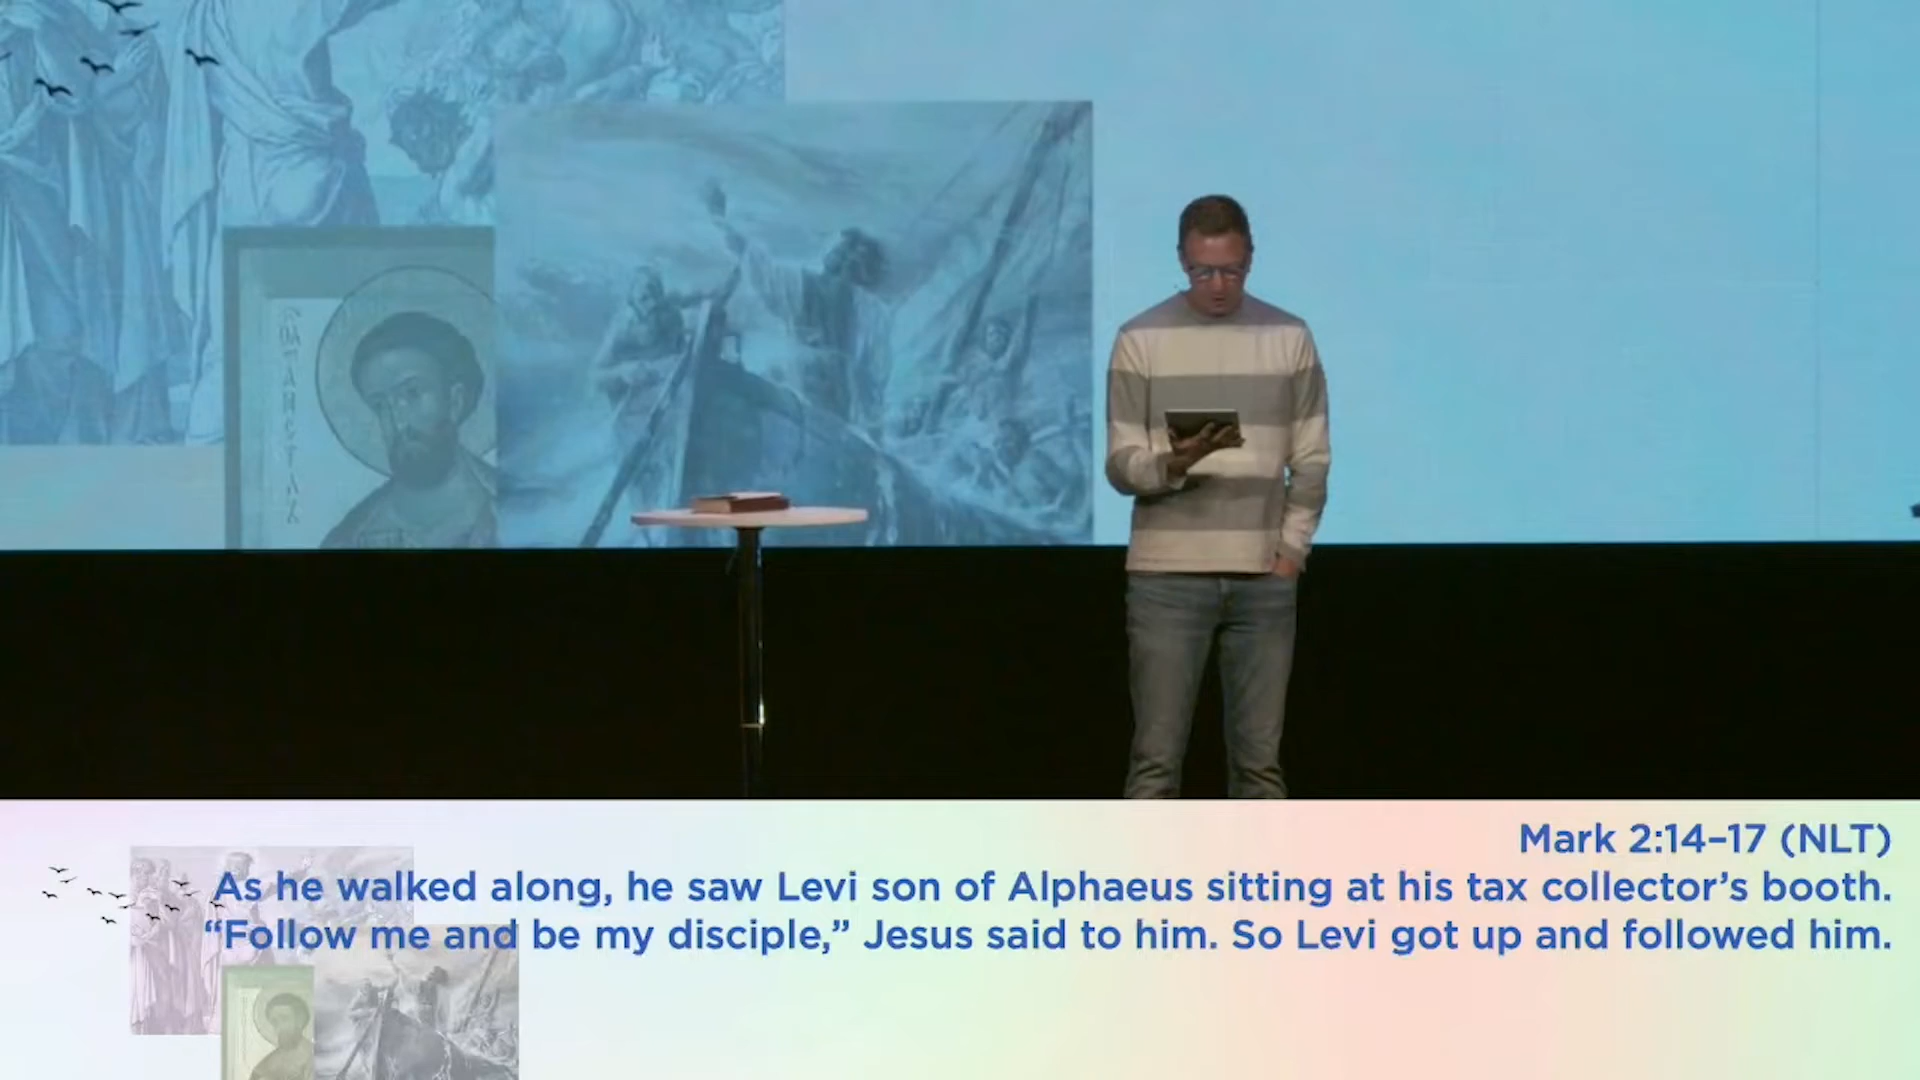 Mark 2:14–17 (NLT)
As he walked along, he saw Levi son of Alphaeus sitting at his tax collector’s booth.
“Follow me and be my disciple,” Jesus said to him. So Levi got up and followed him.